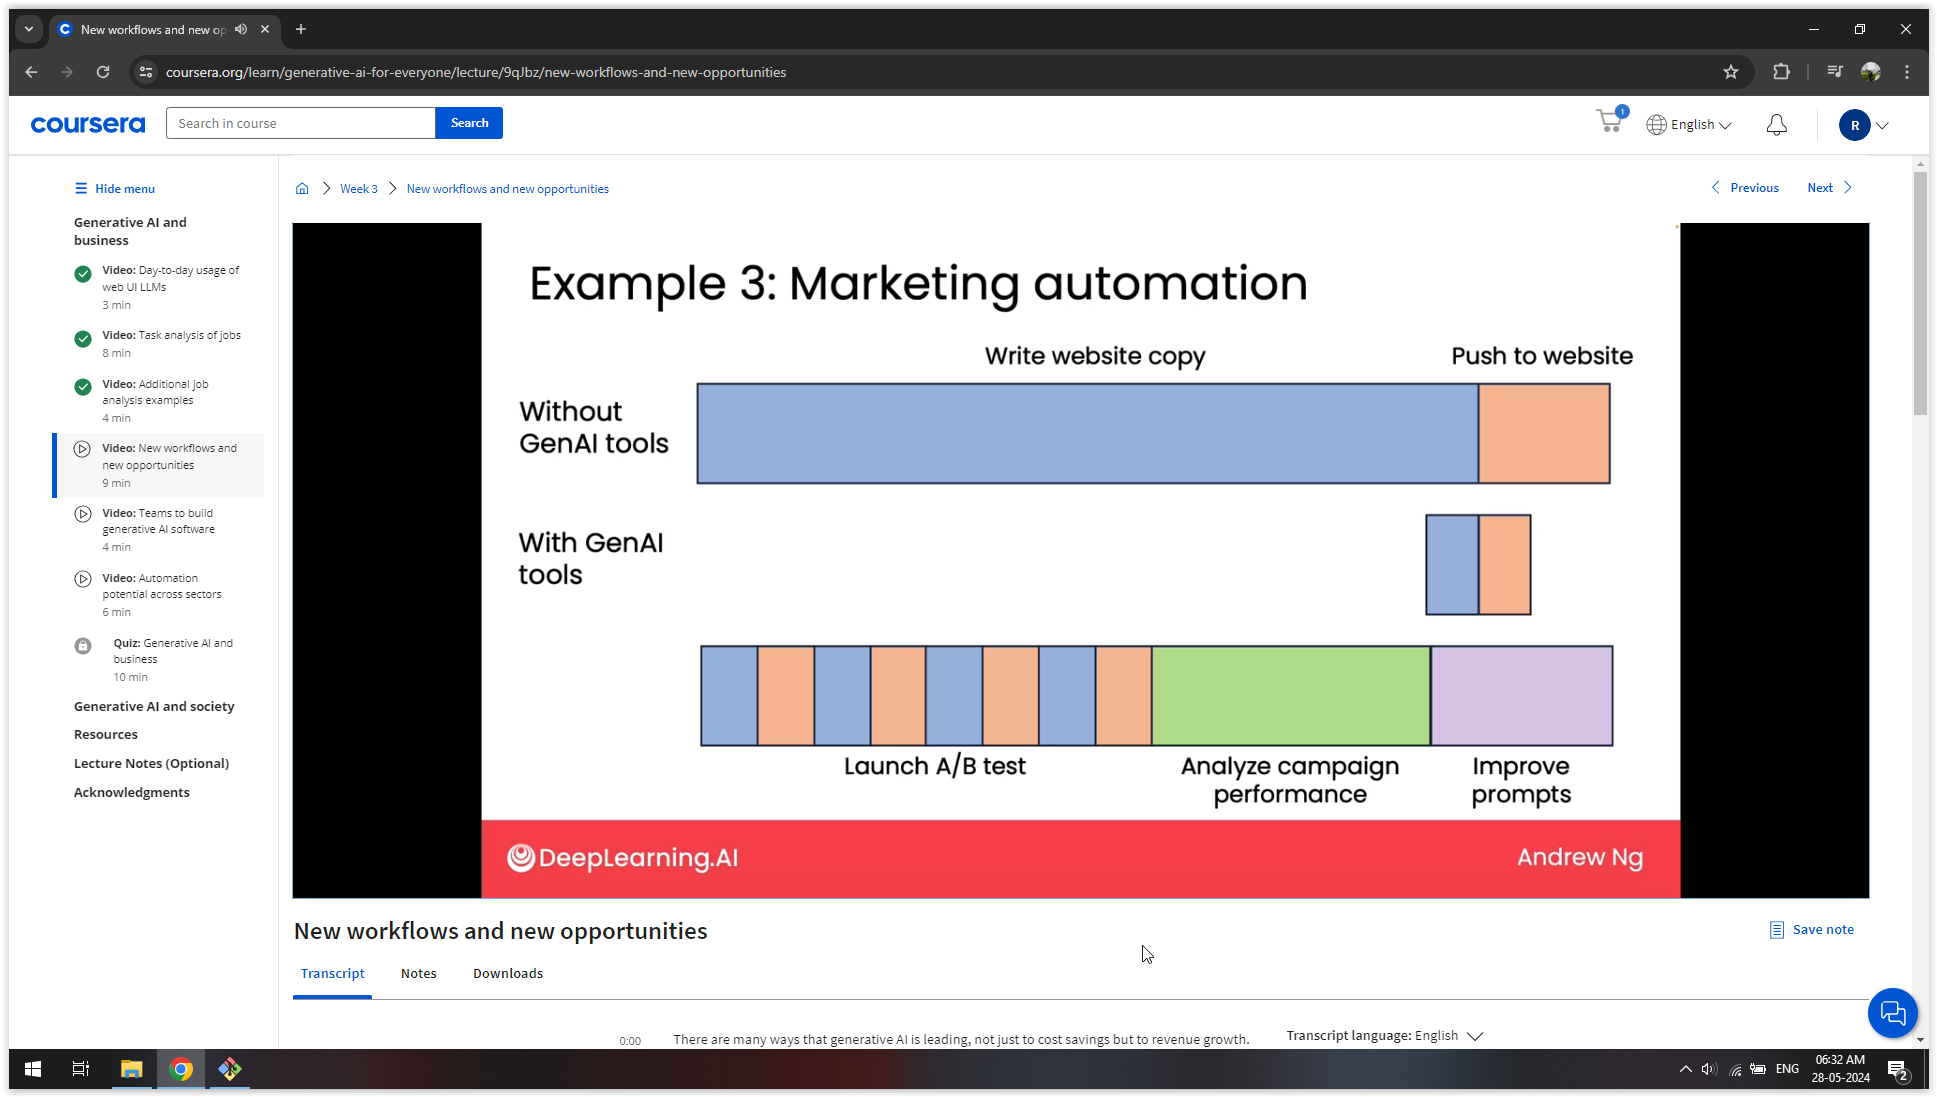 New workflows and new op
coursera.org/learn/generative-ai-for-everyone/lecture/9qJbz/new-workflows-and-new-opportunities
coursera
Search in course
Search
1
English
R
Hide menu
Week 3
New workflows and new opportunities
Previous
Next
Generative AI and
business
Video: Day-to-day usage of
web UI LLMs
3 min
Video: Task analysis of jobs
8 min
Video: Additional job
analysis examples
4 min
Video: New workflows and
new opportunities
9 min
Video: Teams to build
generative AI software
4 min
Video: Automation
potential across sectors
6 min
Quiz: Generative AI and
business
10 min
Generative AI and society
Resources
Lecture Notes (Optional)
Acknowledgments
Example 3: Marketing automation
Write website copy
Push to website
Without
GenAI tools
With GenAI
tools
Launch A/B test
Analyze campaign
performance
Improve
prompts
DeepLearning.AI
Andrew Ng
New workflows and new opportunities
Save note
Transcript
Notes
Downloads
0:00
There are many ways that generative AI is leading, not just to cost savings but to revenue growth.
Transcript language: English
ENG
06:32 AM
28-05-2024
2